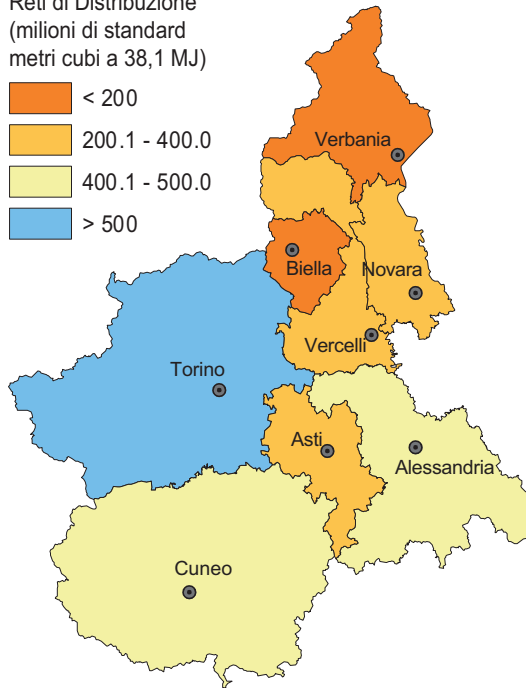 Reti di Distribuzione
(milioni di standard
metri cubi a 38,1 MJ)
< 200
200.1 - 400.0
400.1 - 500.0
> 500
Verbania
Biella
Novara
Vercelli
Torino
Asti
Alessandria
Cuneo